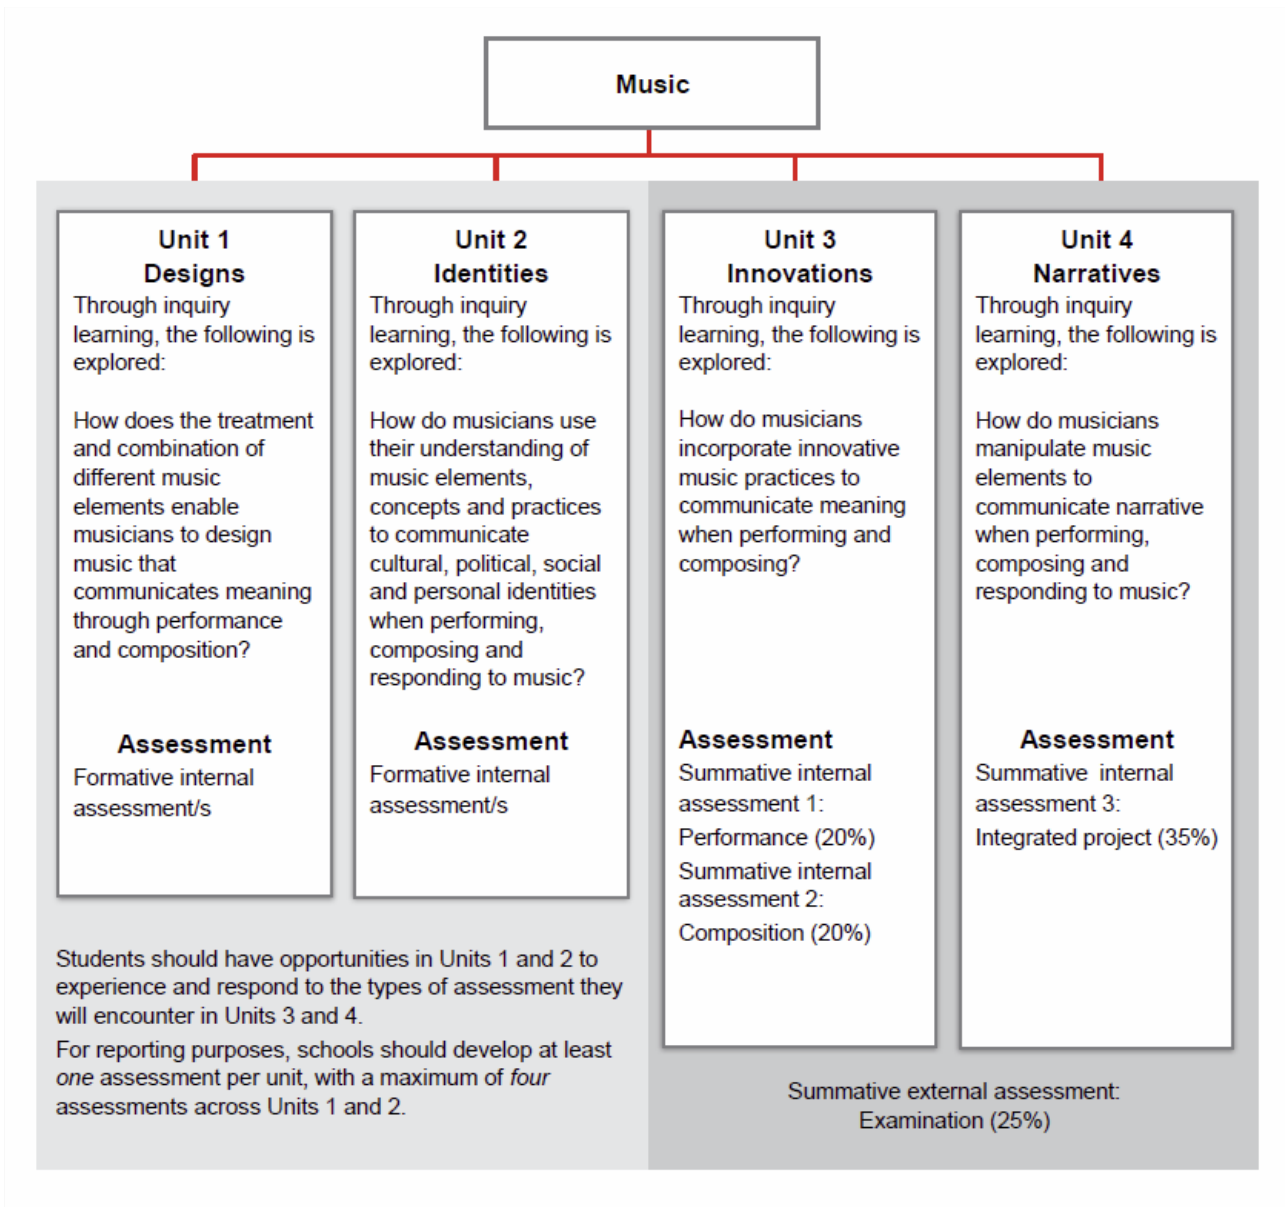 Music
Unit 1
Designs
Through inquiry
learning, the following is
explored:
How does the treatment
and combination of
different music
elements enable
musicians to design
music that
communicates meaning
through performance
and composition?
Assessment
Formative internal
assessment/s
Unit 2
Identities
Through inquiry
learning, the following is
explored:
How do musicians use
their understanding of
music elements,
concepts and practices
to communicate
cultural, political, social
and personal identities
when performing,
composing and
responding to music?
Assessment
Formative internal
assessment/s
Students should have opportunities in Units 1 and 2 to
experience and respond to the types of assessment they
will encounter in Units 3 and 4.
For reporting purposes, schools should develop at least
one assessment per unit, with a maximum of four
assessments across Units 1 and 2.
Unit 3
Innovations
Through inquiry
learning, the following is
explored:
How do musicians
incorporate innovative
music practices to
communicate meaning
when performing and
composing?
Assessment
Summative internal
assessment 1:
Performance (20%)
Summative internal
assessment 2:
Composition (20%)
Unit 4
Narratives
Through inquiry
learning, the following is
explored:
How do musicians
manipulate music
elements to
communicate narrative
when performing,
composing and
responding to music?
Assessment
Summative internal
assessment 3:
Integrated project (35%)
Summative external assessment:
Examination (25%)